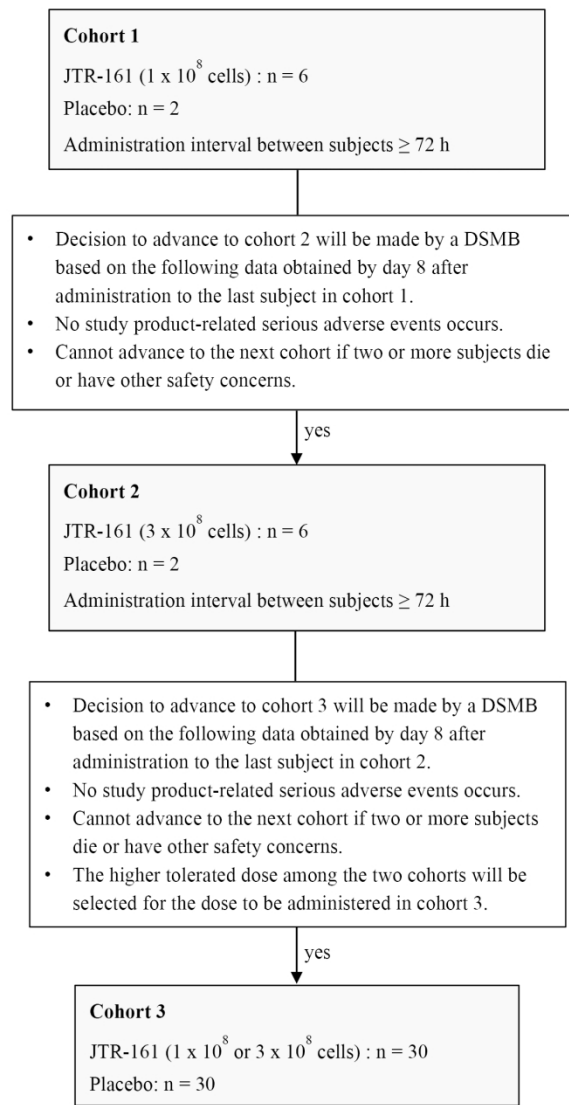 Cohort 1
JTR-161 (1 x 10⁸ cells) : n = 6
Placebo: n = 2
Administration interval between subjects ≥ 72 h
• Decision to advance to cohort 2 will be made by a DSMB
based on the following data obtained by day 8 after
administration to the last subject in cohort 1.
• No study product-related serious adverse events occurs.
• Cannot advance to the next cohort if two or more subjects die
or have other safety concerns.
yes
Cohort 2
JTR-161 (3 x 10⁸ cells) : n = 6
Placebo: n = 2
Administration interval between subjects ≥ 72 h
• Decision to advance to cohort 3 will be made by a DSMB
based on the following data obtained by day 8 after
administration to the last subject in cohort 2.
• No study product-related serious adverse events occurs.
• Cannot advance to the next cohort if two or more subjects
die or have other safety concerns.
• The higher tolerated dose among the two cohorts will be
selected for the dose to be administered in cohort 3.
yes
Cohort 3
JTR-161 (1 x 10⁸ or 3 x 10⁸ cells) : n = 30
Placebo: n = 30